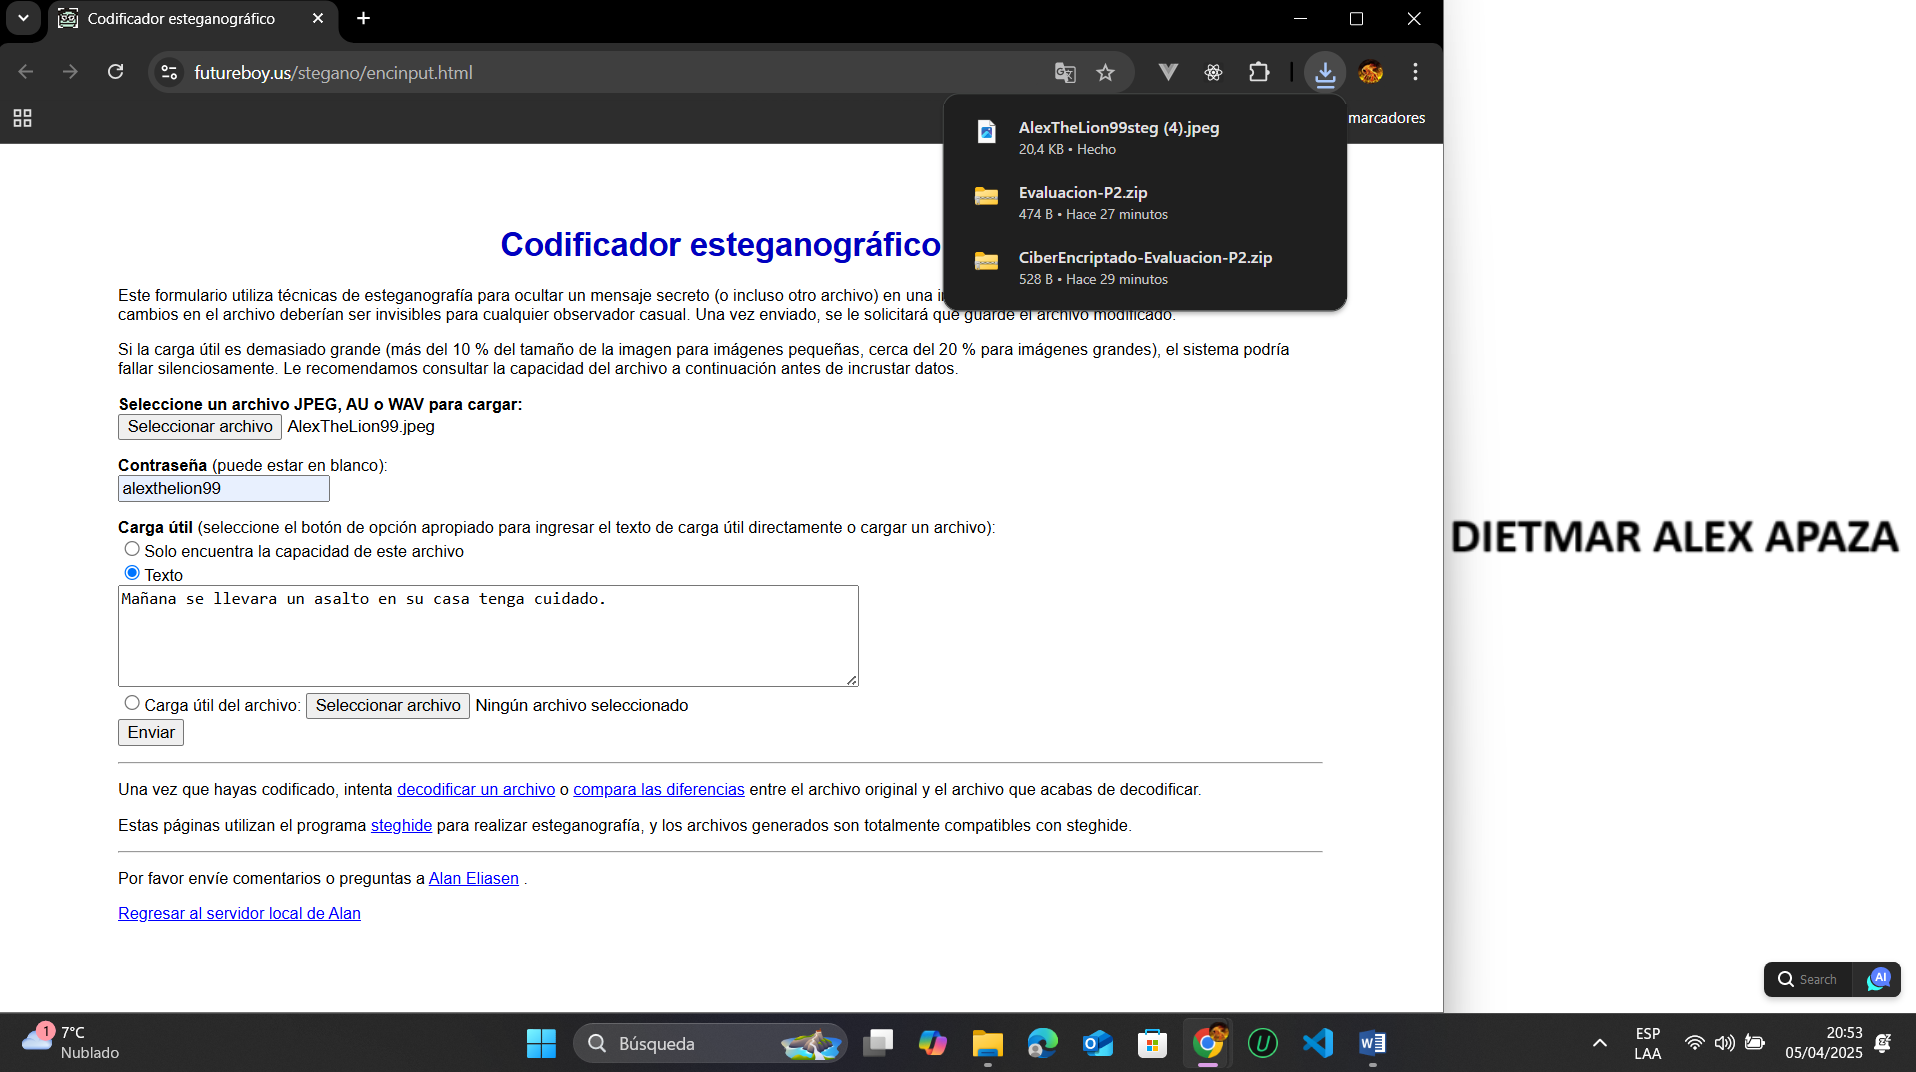 Codificador esteganográfico
futureboy.us/stegano/encinput.html
marcadores
AlexTheLion99steg (4).jpeg
20,4 KB • Hecho
Evaluacion-P2.zip
474 B • Hace 27 minutos
CiberEncriptado-Evaluacion-P2.zip
528 B • Hace 29 minutos
Codificador esteganográfico
Este formulario utiliza técnicas de esteganografía para ocultar un mensaje secreto (o incluso otro archivo) en una
cambios en el archivo deberían ser invisibles para cualquier observador casual. Una vez enviado, se le solicitará que guarde el archivo modificado.
Si la carga útil es demasiado grande (más del 10 % del tamaño de la imagen para imágenes pequeñas, cerca del 20 % para imágenes grandes), el sistema podría
fallar silenciosamente. Le recomendamos consultar la capacidad del archivo a continuación antes de incrustar datos.
Seleccione un archivo JPEG, AU o WAV para cargar:
Seleccionar archivo AlexTheLion99.jpeg
Contraseña (puede estar en blanco):
alexthelion99
Carga útil (seleccione el botón de opción apropiado para ingresar el texto de carga útil directamente o cargar un archivo):
Solo encuentra la capacidad de este archivo
Texto
Mañana se llevara un asalto en su casa tenga cuidado.
Carga útil del archivo: Seleccionar archivo Ningún archivo seleccionado
Enviar
Una vez que hayas codificado, intenta decodificar un archivo o compara las diferencias entre el archivo original y el archivo que acabas de decodificar.
Estas páginas utilizan el programa steghide para realizar esteganografía, y los archivos generados son totalmente compatibles con steghide.
Por favor envíe comentarios o preguntas a Alan Eliasen .
Regresar al servidor local de Alan
DIETMAR ALEX APAZA
Search AI
1 7°C
Nublado
Búsqueda
ESP
LAA
20:53
05/04/2025